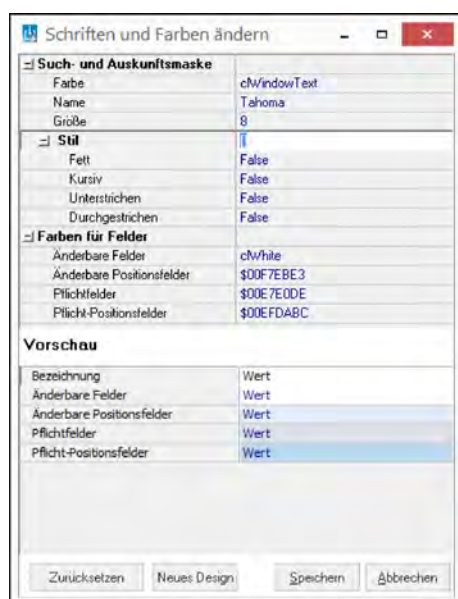 Schriften und Farben ändern
Such- und Auskunftsmaske
Farbe clWindowText
Name Tahoma
Größe 8
Stil []
Fett False
Kursiv False
Unterstrichen False
Durchgestrichen False
Farben für Felder
Änderbare Felder clWhite
Änderbare Positionsfelder $00F7EBE3
Pflichtfelder $00E7E0DE
Pflicht-Positionsfelder $00EFDABC
Vorschau
Bezeichnung Wert
Änderbare Felder Wert
Änderbare Positionsfelder Wert
Pflichtfelder Wert
Pflicht-Positionsfelder Wert
Zurücksetzen Neues Design Speichern Abbrechen